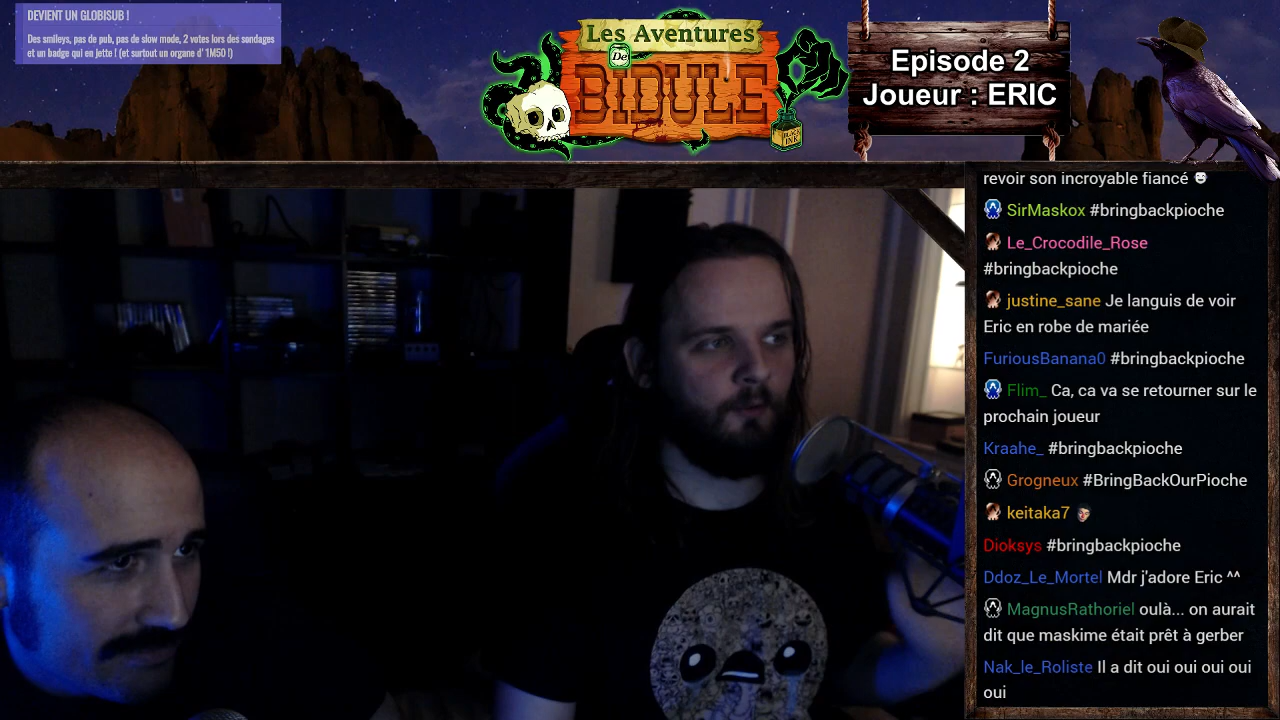 DEVIENT UN GLOBISUB !
Des smileys, pas de pub, pas de slow mode, 2 votes lors des sondages
et un badge qui en jette ! (et surtout un organe d' 1M50 !)
Les Aventures
De
BIDULE
BLACK
INK
Episode 2
Joueur : ERIC
revoir son incroyable fiancé
SirMaskox #bringbackpioche
Le_Crocodile_Rose
#bringbackpioche
justine_sane Je languis de voir
Eric en robe de mariée
FuriousBanana0 #bringbackpioche
Flim_ Ca, ca va se retourner sur le
prochain joueur
Kraahe_ #bringbackpioche
Grogneux #BringBackOurPioche
keitaka7
Dioksys #bringbackpioche
Ddoz_Le_Mortel Mdr j'adore Eric ^^
MagnusRathoriel oulà... on aurait
dit que maskime était prêt à gerber
Nak_le_Roliste Il a dit oui oui oui oui
oui